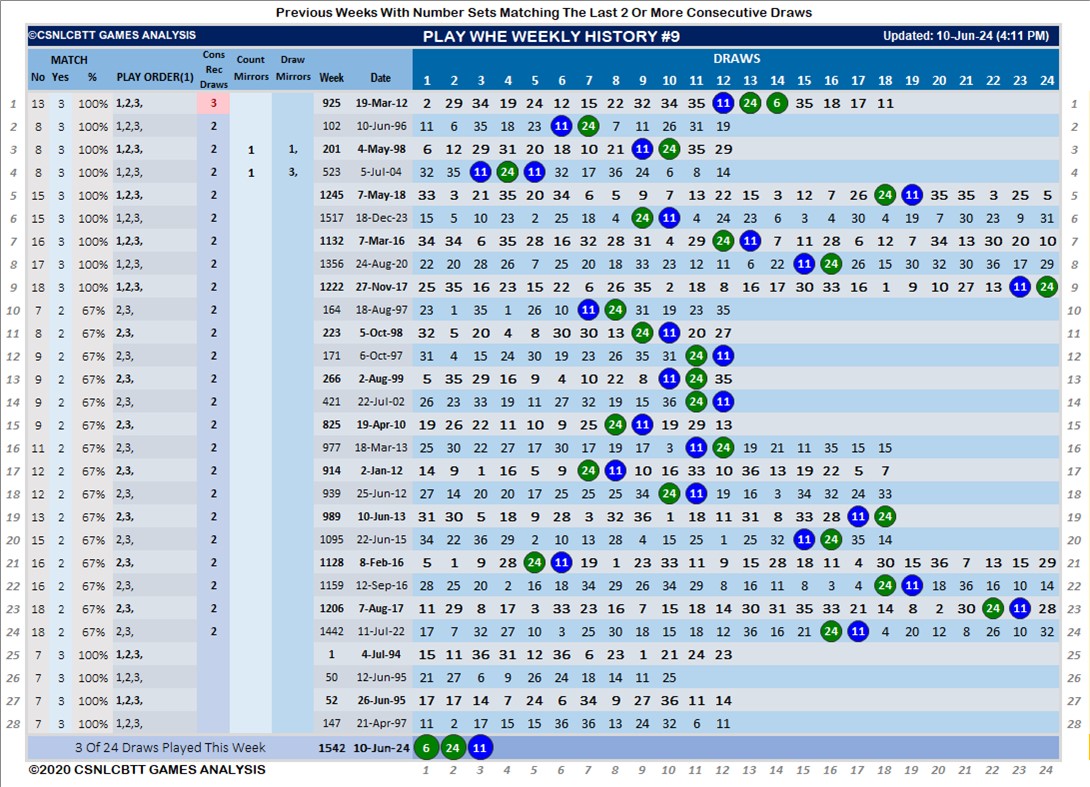 Previous Weeks With Number Sets Matching The Last 2 Or More Consecutive Draws
©CSNLCBTT GAMES ANALYSIS PLAY WHE WEEKLY HISTORY #9 Updated: 10-Jun-24 (4:11 PM)
MATCH Cons Rec Draws Count Mirrors Draw Mirrors DRAWS
No Yes % PLAY ORDER(1) Week Date 1 2 3 4 5 6 7 8 9 10 11 12 13 14 15 16 17 18 19 20 21 22 23 24
1 13 3 100% 1,2,3, 3 925 19-Mar-12 2 29 34 19 24 12 15 22 32 34 35 11 24 6 35 18 17 11 1
2 8 3 100% 1,2,3, 2 102 10-Jun-96 11 6 35 18 23 11 24 7 11 26 31 19 2
3 8 3 100% 1,2,3, 2 1 1, 201 4-May-98 6 12 29 31 20 18 10 21 11 24 35 29 3
4 8 3 100% 1,2,3, 2 1 3, 523 5-Jul-04 32 35 11 24 11 32 17 36 24 6 8 14 4
5 15 3 100% 1,2,3, 2 1245 7-May-18 33 3 21 35 20 34 6 5 9 7 13 22 15 3 12 7 26 24 11 35 35 3 25 5 5
6 15 3 100% 1,2,3, 2 1517 18-Dec-23 15 5 10 23 2 25 18 4 24 11 4 24 23 6 3 4 30 4 19 7 30 23 9 31 6
7 16 3 100% 1,2,3, 2 1132 7-Mar-16 34 34 6 35 28 16 32 28 31 4 29 24 11 7 11 28 6 12 7 34 13 30 20 10 7
8 17 3 100% 1,2,3, 2 1356 24-Aug-20 22 20 28 26 7 25 20 18 33 23 12 11 6 22 11 24 26 15 30 32 30 36 17 29 8
9 18 3 100% 1,2,3, 2 1222 27-Nov-17 25 35 16 23 15 22 6 26 35 2 18 8 16 17 30 33 16 1 9 10 27 13 11 24 9
10 7 2 67% 2,3, 2 164 18-Aug-97 23 1 35 1 26 10 11 24 31 19 23 35 10
11 8 2 67% 2,3, 2 223 5-Oct-98 32 5 20 4 8 30 30 13 24 11 20 27 11
12 9 2 67% 2,3, 2 171 6-Oct-97 31 4 15 24 30 19 23 26 35 31 24 11 12
13 9 2 67% 2,3, 2 266 2-Aug-99 5 35 29 16 9 4 10 22 8 11 24 35 13
14 9 2 67% 2,3, 2 421 22-Jul-02 26 23 33 19 11 27 32 19 15 36 24 11 14
15 9 2 67% 2,3, 2 825 19-Apr-10 19 26 22 11 10 9 25 24 11 19 29 13 15
16 11 2 67% 2,3, 2 977 18-Mar-13 25 30 22 27 17 30 17 19 17 3 11 24 19 21 11 35 15 15 16
17 12 2 67% 2,3, 2 914 2-Jan-12 14 9 1 16 5 9 24 11 10 16 33 10 36 13 19 22 5 7 17
18 12 2 67% 2,3, 2 939 25-Jun-12 27 14 20 20 17 25 25 25 34 24 11 19 16 3 34 32 24 33 18
19 13 2 67% 2,3, 2 989 10-Jun-13 31 30 5 18 9 28 3 32 36 1 18 11 31 8 33 28 11 24 19
20 15 2 67% 2,3, 2 1095 22-Jun-15 34 22 36 29 2 10 13 28 4 15 25 1 25 32 11 24 35 14 20
21 16 2 67% 2,3, 2 1128 8-Feb-16 5 1 9 28 24 11 19 1 23 33 11 9 15 28 18 11 4 30 15 36 7 13 15 29 21
22 16 2 67% 2,3, 2 1159 12-Sep-16 28 25 20 2 16 18 34 29 26 34 29 8 16 11 8 3 4 24 11 18 36 16 10 14 22
23 18 2 67% 2,3, 2 1206 7-Aug-17 11 29 8 17 3 33 23 16 7 15 18 14 30 31 35 33 21 14 8 2 30 24 11 28 23
24 18 2 67% 2,3, 2 1442 11-Jul-22 17 7 32 27 10 6 25 30 18 15 18 12 36 16 21 24 11 4 20 12 8 26 10 32 24
25 7 3 100% 1,2,3, 1 4-Jul-94 15 11 36 31 12 36 6 23 1 21 24 23 25
26 7 3 100% 1,2,3, 50 12-Jun-95 21 27 6 9 26 24 18 14 11 25 26
27 7 3 100% 1,2,3, 52 26-Jun-95 17 17 14 7 24 6 34 9 27 36 11 14 27
28 7 3 100% 1,2,3, 147 21-Apr-97 11 2 17 15 15 36 36 13 24 32 6 11 28
3 Of 24 Draws Played This Week 1542 10-Jun-24 6 24 11
©2020 CSNLCBTT GAMES ANALYSIS 1 2 3 4 5 6 7 8 9 10 11 12 13 14 15 16 17 18 19 20 21 22 23 24